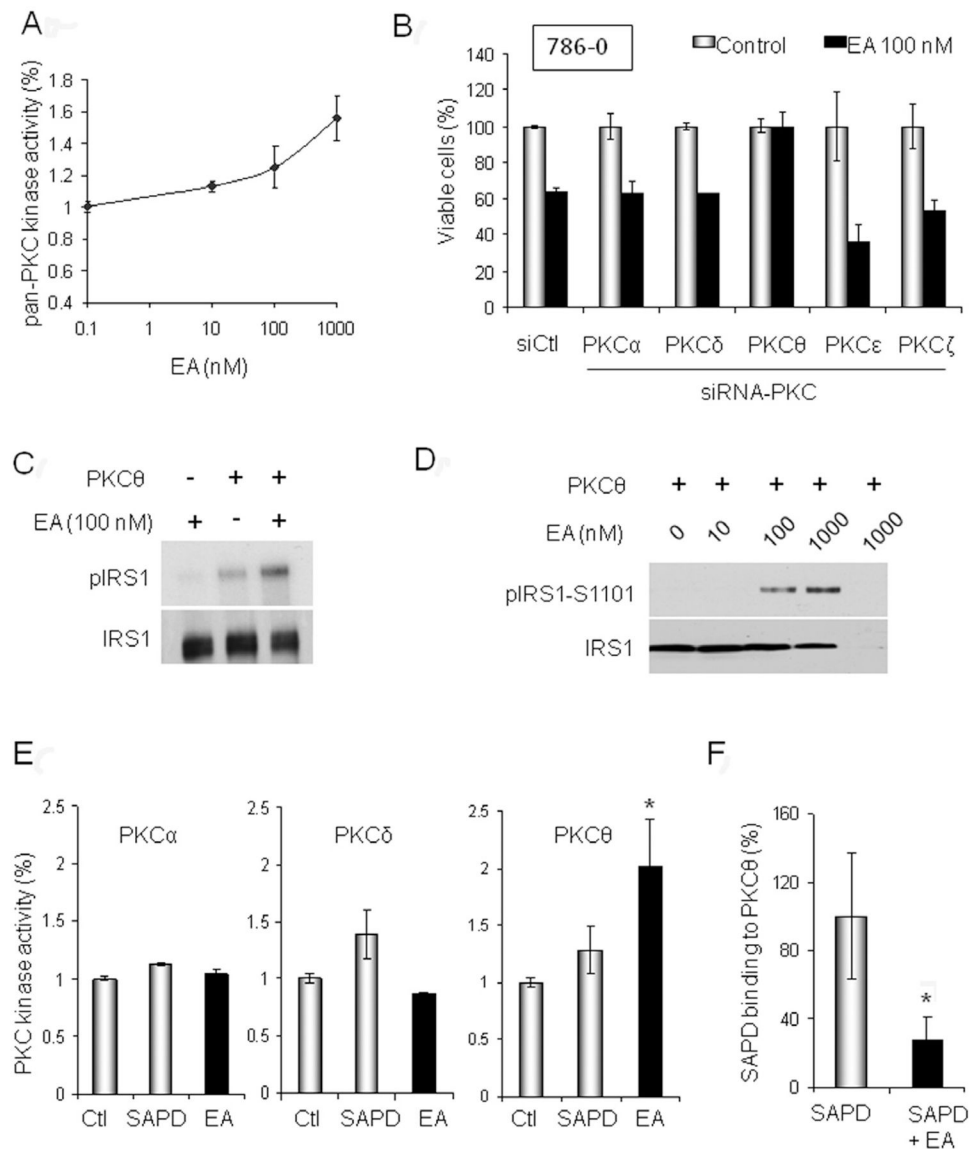 A
pan-PKC kinase activity (%)
1.8
1.6
1.4
1.2
1
0.8
0.6
0.4
0.1 1 10 100 1000
EA (nM)
B
786-0
Control EA 100 nM
Viable cells (%)
140
120
100
80
60
40
20
0
siCtl PKCα PKCδ PKCθ PKCε PKCζ
siRNA-PKC
C
PKCθ - + +
EA (100 nM) + - +
pIRS1
IRS1
D
PKCθ + + + + +
EA (nM) 0 10 100 1000 1000
pIRS1-S1101
IRS1
E
PKC kinase activity (%)
2.5
2
1.5
1
0.5
0
PKCα
Ctl SAPD EA
2.5
2
1.5
1
0.5
0
PKCδ
Ctl SAPD EA
2.5
2
1.5
1
0.5
0
PKCθ
*
Ctl SAPD EA
F
SAPD binding to PKCθ (%)
160
120
80
40
0
*
SAPD SAPD
+ EA